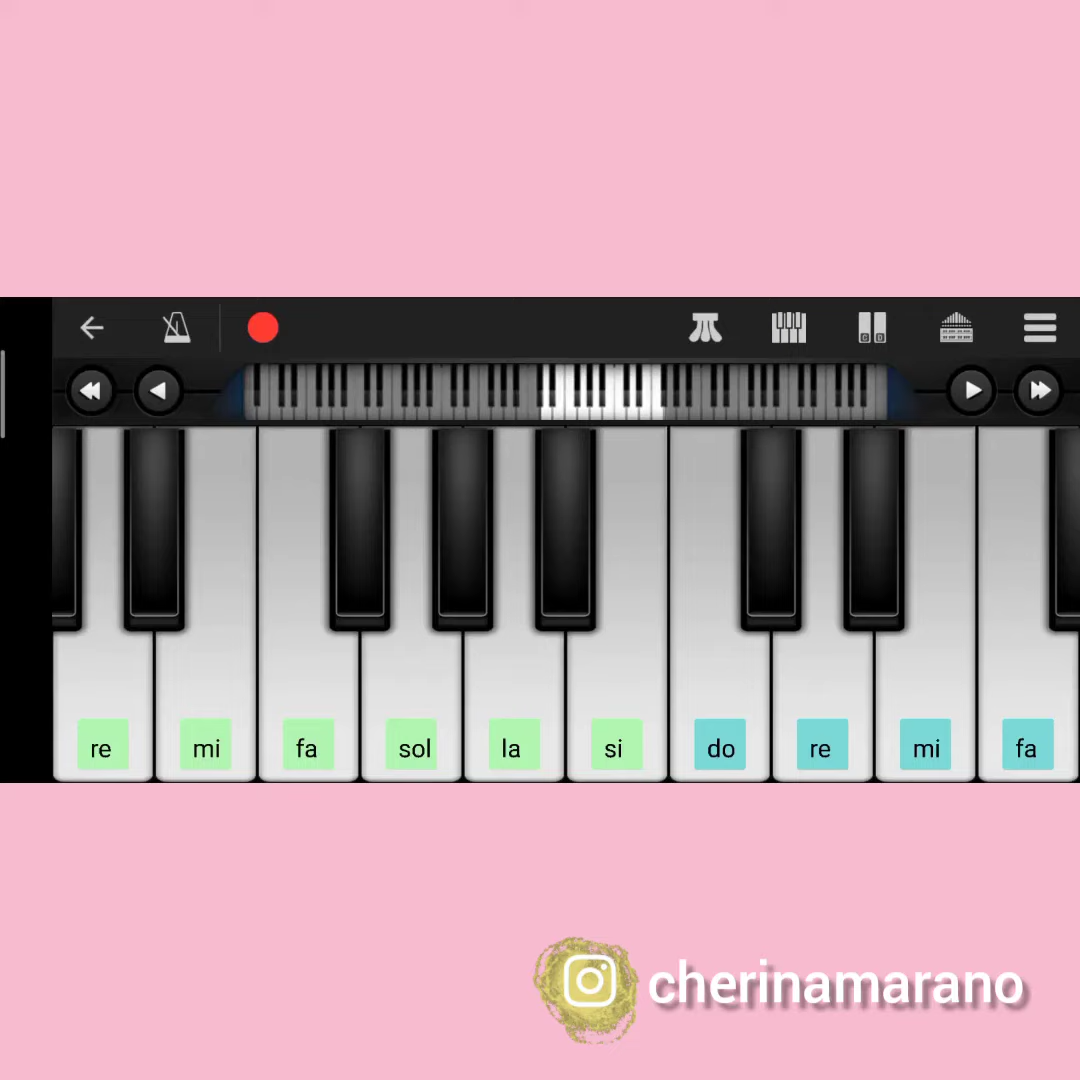 re mi fa sol la si do re mi fa
cherinamarano